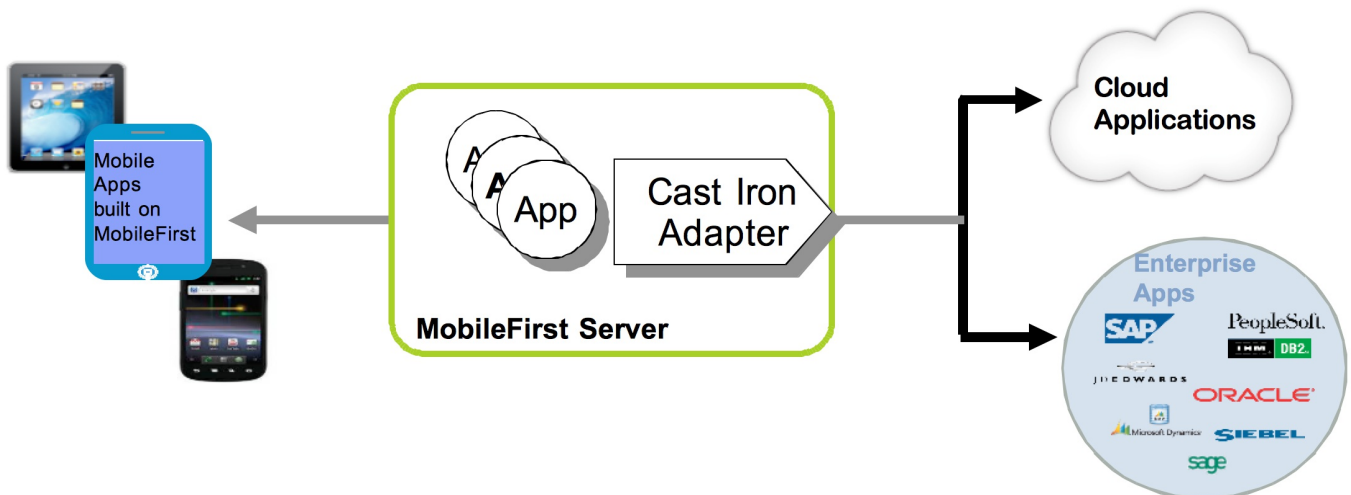 Mobile
Apps
built on
MobileFirst
A
A
App
Cast Iron
Adapter
MobileFirst Server
Cloud
Applications
Enterprise
Apps
SAP
PeopleSoft.
IBM. DB2.
JDEDWARDS
ORACLE
Microsoft Dynamics
SIEBEL
sage